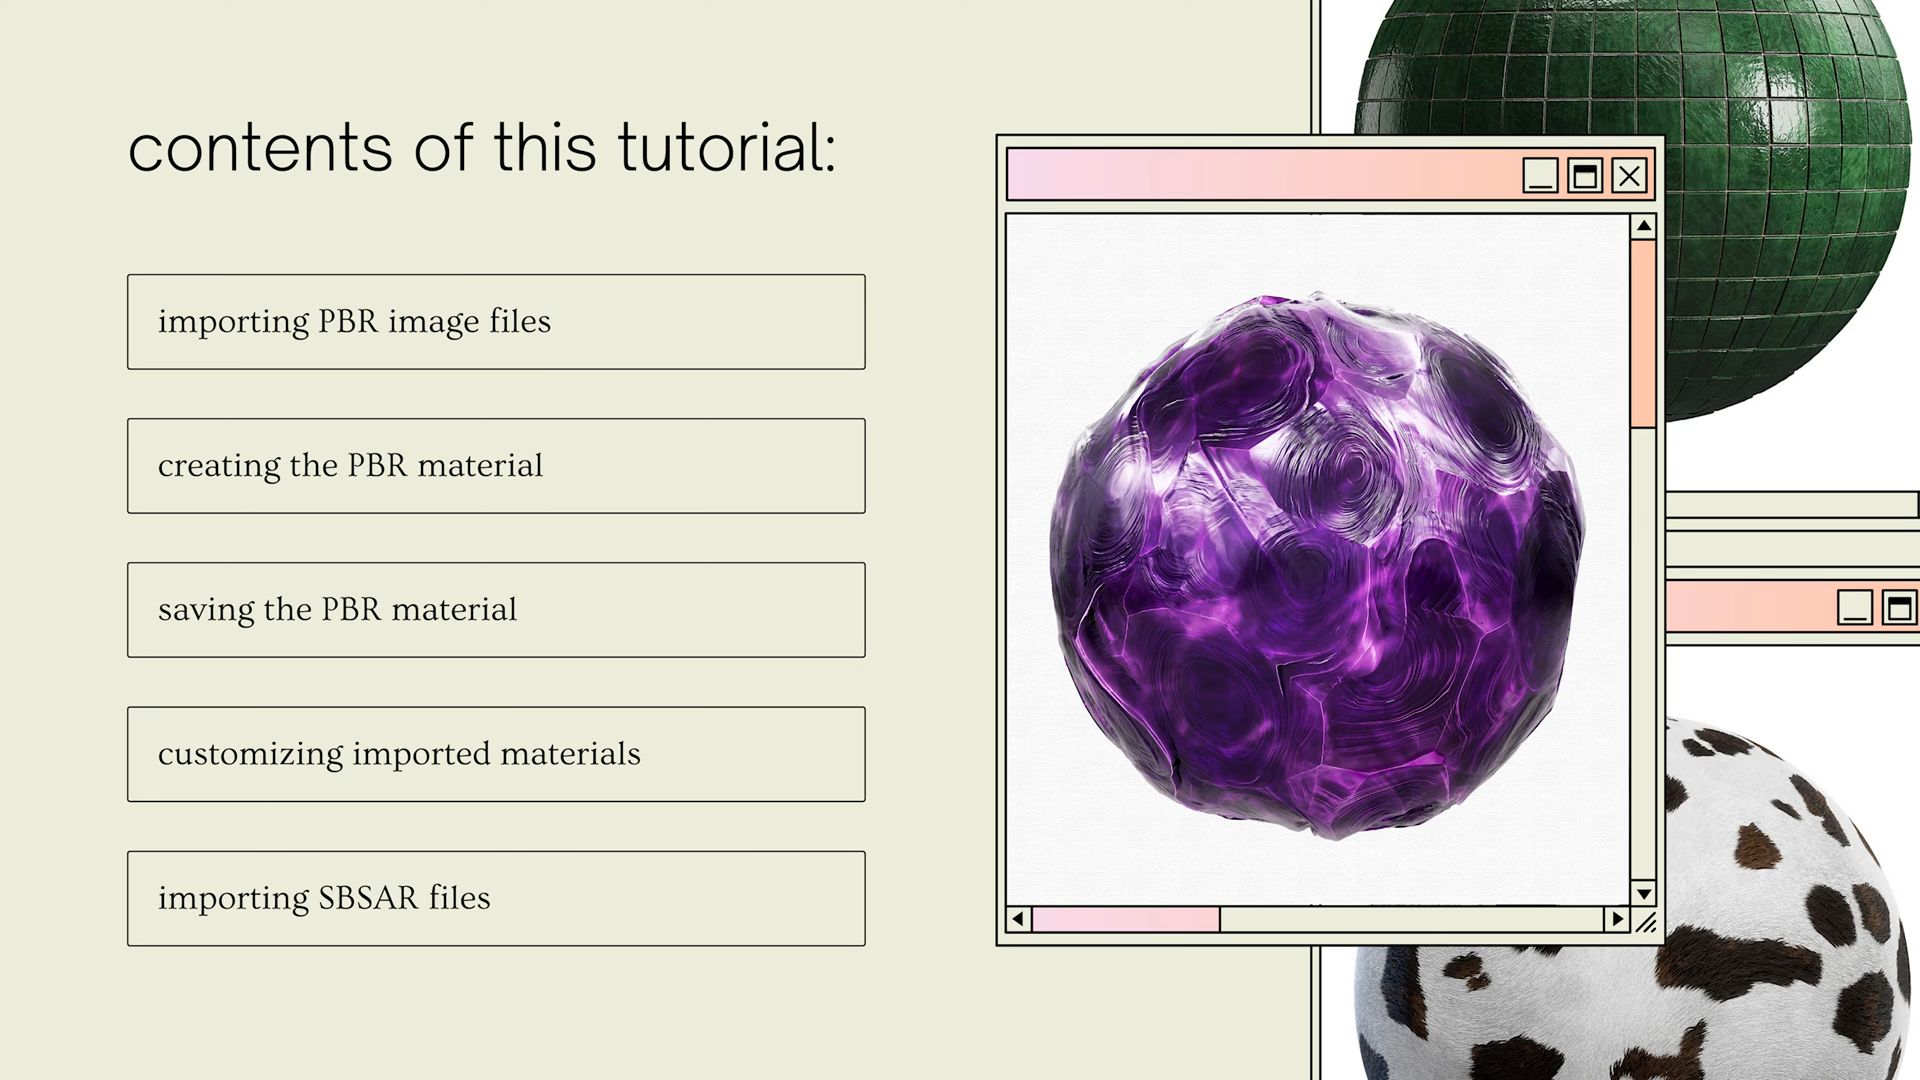 contents of this tutorial:
importing PBR image files
creating the PBR material
saving the PBR material
customizing imported materials
importing SBSAR files